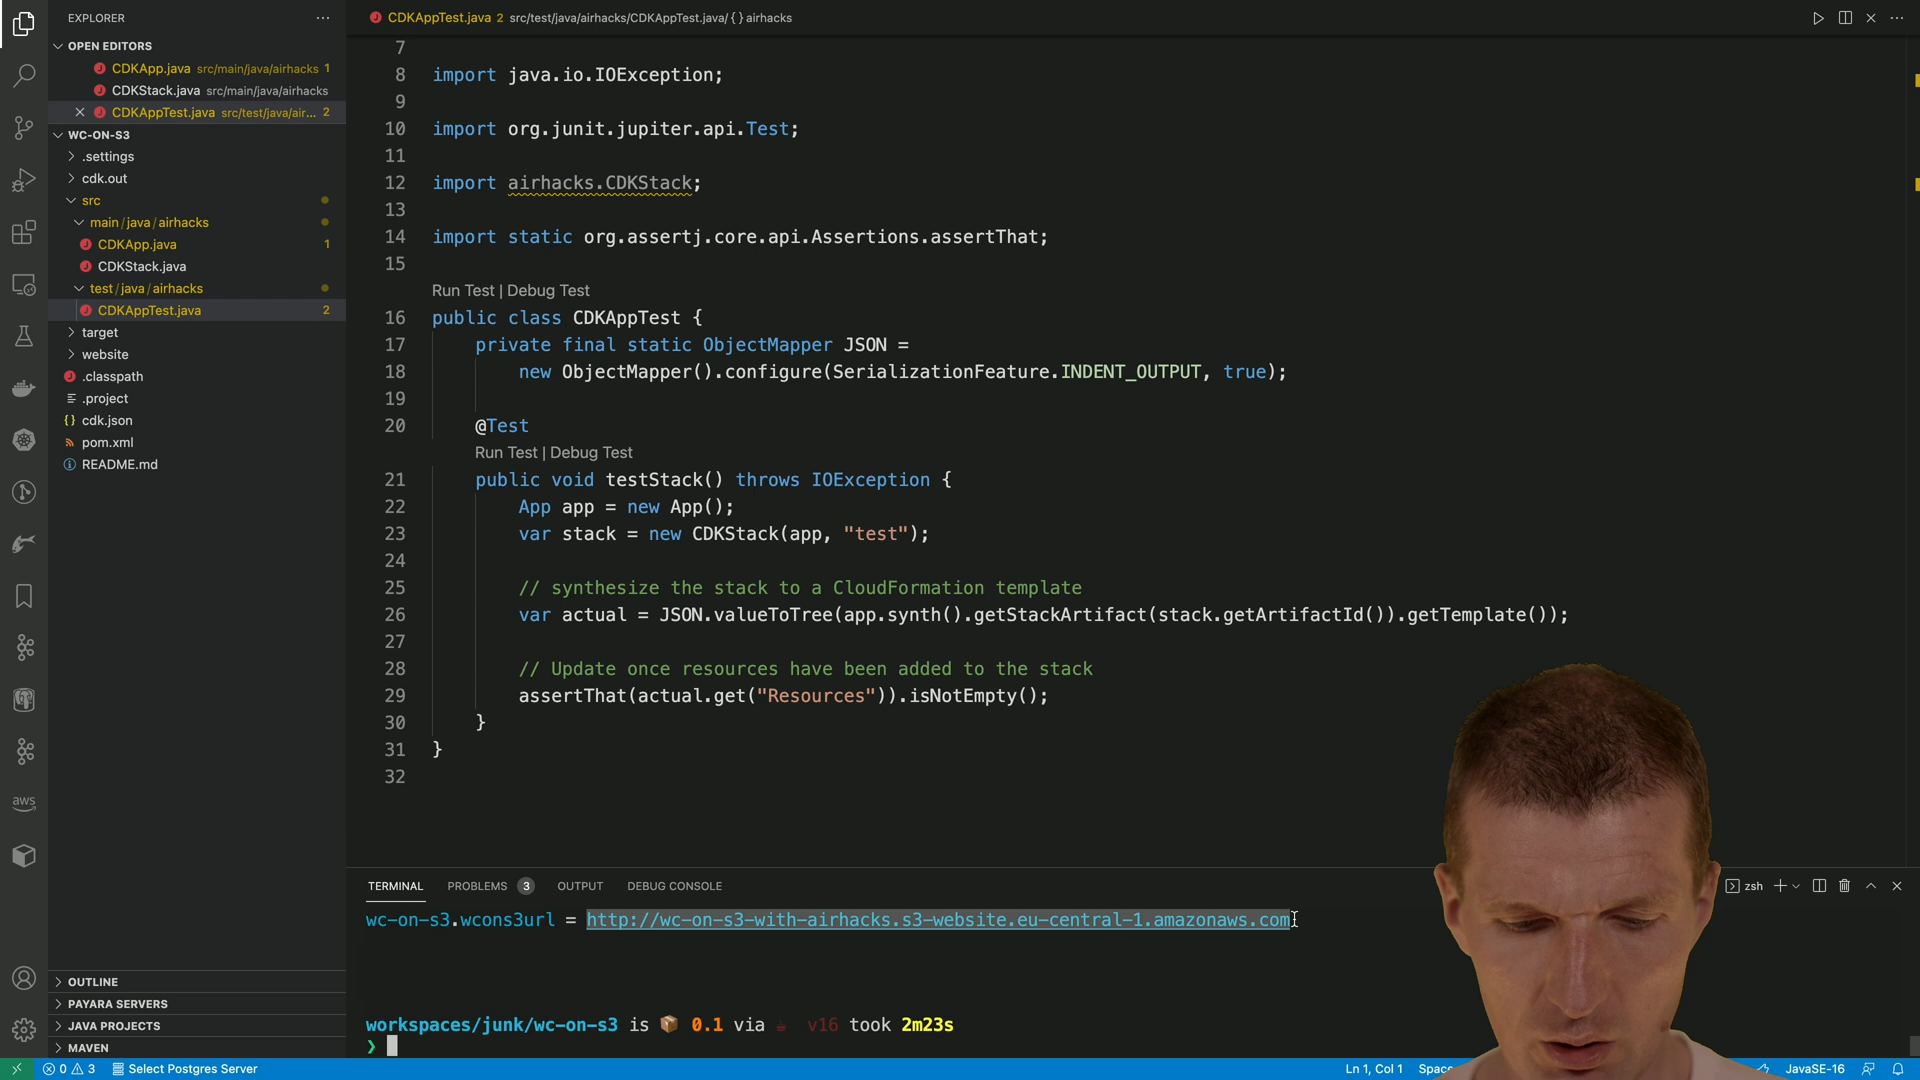 EXPLORER
OPEN EDITORS
CDKApp.java src/main/java/airhacks 1
CDKStack.java src/main/java/airhacks
CDKAppTest.java src/test/java/air... 2
WC-ON-S3
.settings
cdk.out
src
main/java/airhacks
CDKApp.java 1
CDKStack.java
test/java/airhacks
CDKAppTest.java 2
target
website
.classpath
.project
cdk.json
pom.xml
README.md
OUTLINE
PAYARA SERVERS
JAVA PROJECTS
MAVEN
aws
CDKAppTest.java 2 src/test/java/airhacks/CDKAppTest.java/{ } airhacks
7
8 import java.io.IOException;
9
10 import org.junit.jupiter.api.Test;
11
12 import airhacks.CDKStack;
13
14 import static org.assertj.core.api.Assertions.assertThat;
15
Run Test | Debug Test
16 public class CDKAppTest {
17 private final static ObjectMapper JSON =
18 new ObjectMapper().configure(SerializationFeature.INDENT_OUTPUT, true);
19
20 @Test
Run Test | Debug Test
21 public void testStack() throws IOException {
22 App app = new App();
23 var stack = new CDKStack(app, "test");
24
25 // synthesize the stack to a CloudFormation template
26 var actual = JSON.valueToTree(app.synth().getStackArtifact(stack.getArtifactId()).getTemplate());
27
28 // Update once resources have been added to the stack
29 assertThat(actual.get("Resources")).isNotEmpty();
30 }
31 }
32
TERMINAL PROBLEMS 3 OUTPUT DEBUG CONSOLE zsh
wc-on-s3.wcons3url = http://wc-on-s3-with-airhacks.s3-website.eu-central-1.amazonaws.com
workspaces/junk/wc-on-s3 is 📦 0.1 via ☕ v16 took 2m23s
❯
0 3 Select Postgres Server Ln 1, Col 1 JavaSE-16